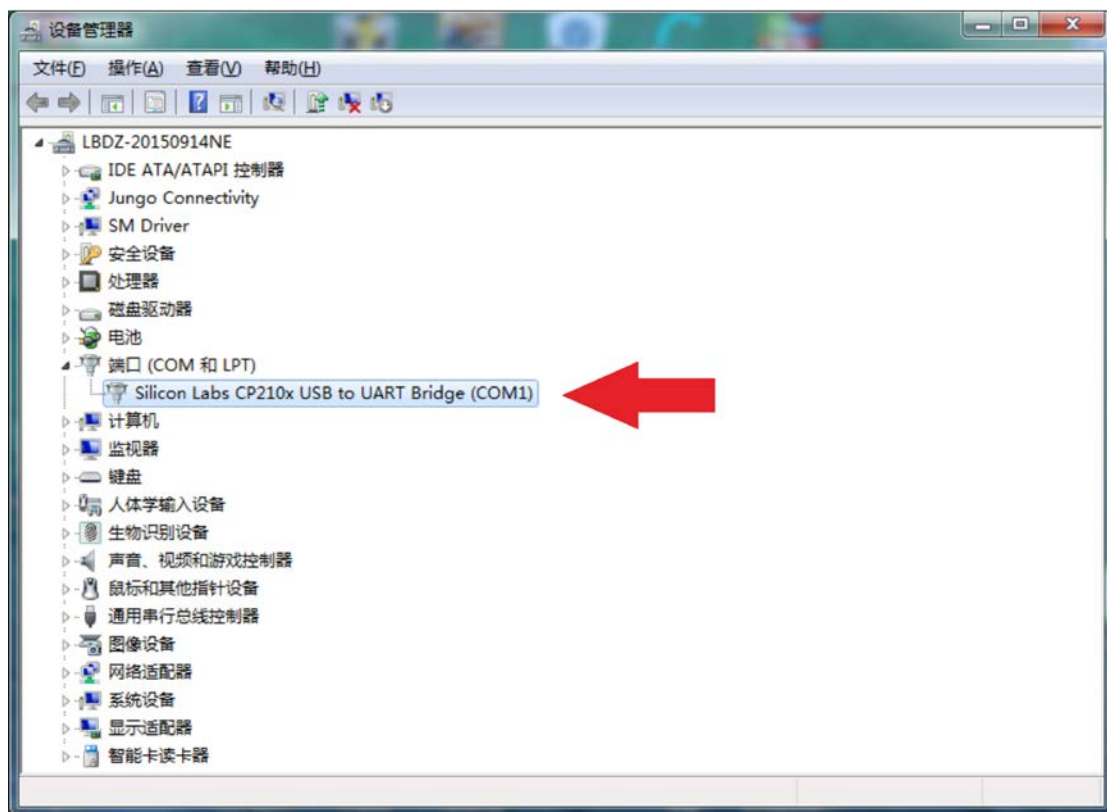 设备管理器
文件(F) 操作(A) 查看(V) 帮助(H)
LBDZ-20150914NE
IDE ATA/ATAPI 控制器
Jungo Connectivity
SM Driver
安全设备
处理器
磁盘驱动器
电池
端口 (COM 和 LPT)
Silicon Labs CP210x USB to UART Bridge (COM1)
计算机
监视器
键盘
人体学输入设备
生物识别设备
声音、视频和游戏控制器
鼠标和其他指针设备
通用串行总线控制器
图像设备
网络适配器
系统设备
显示适配器
智能卡读卡器